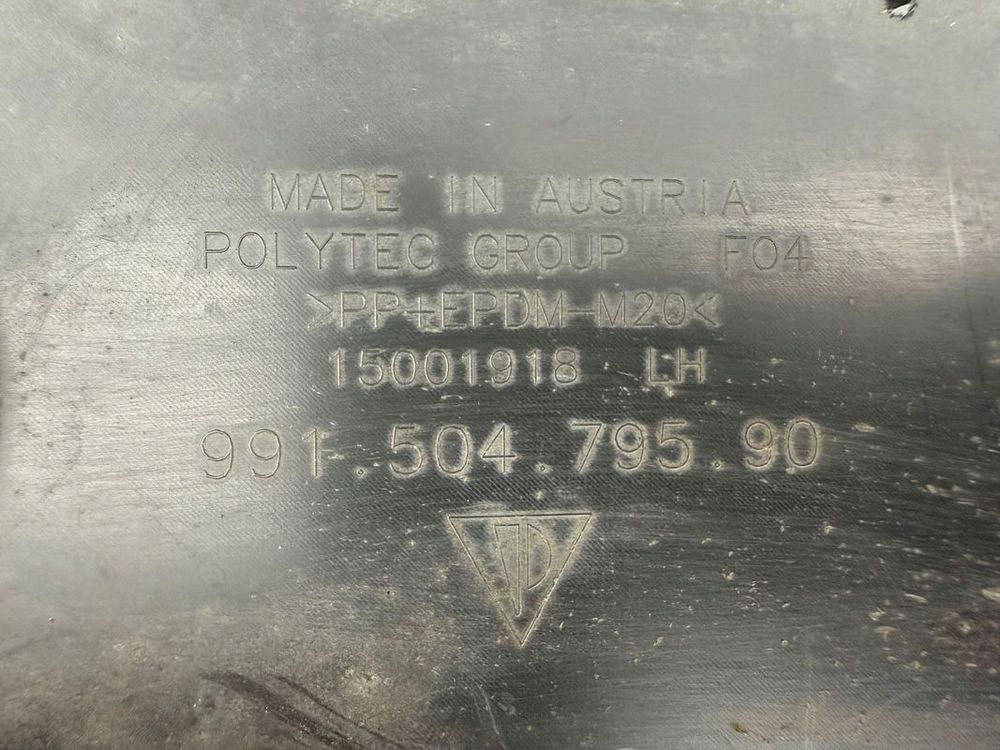 MADE IN AUSTRIA
POLYTEC GROUP F04
>PP+EPDM-M20<
15001918 LH
991.504.795.90